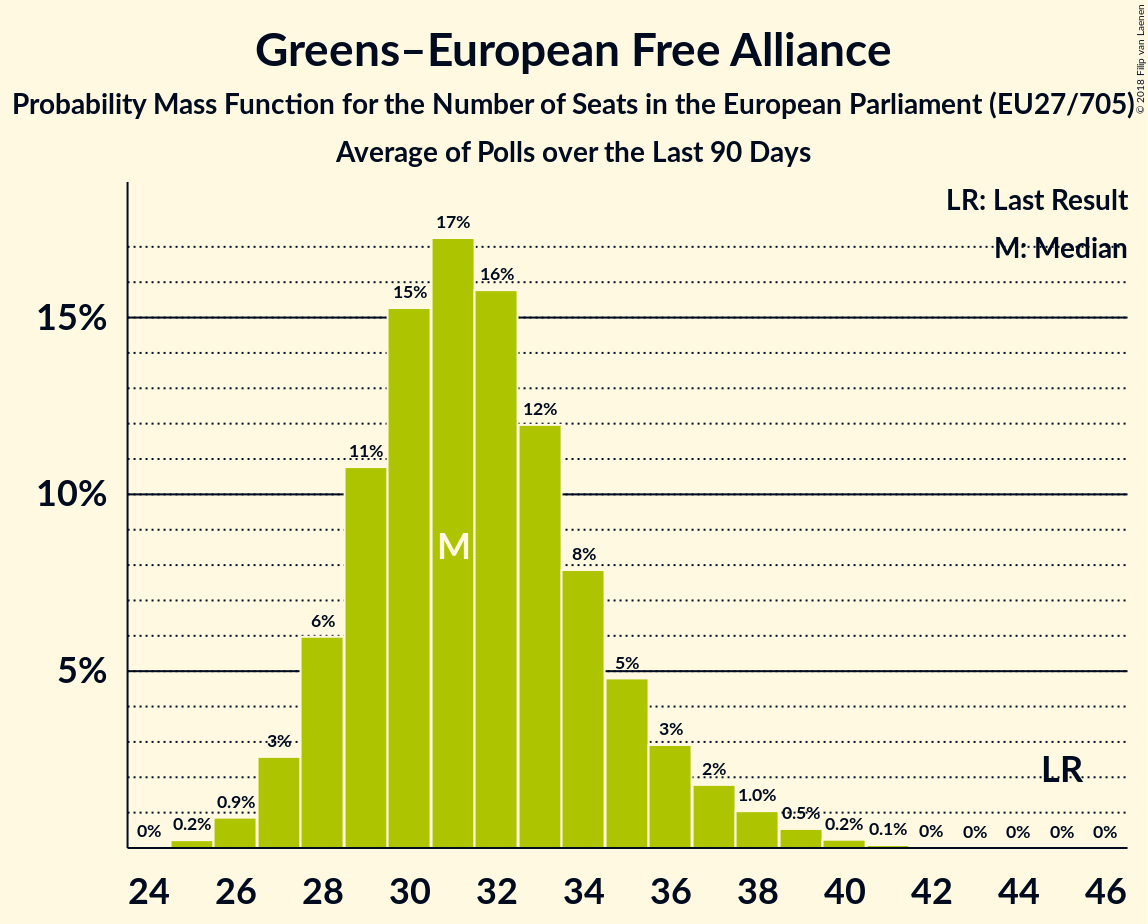 Greens–European Free Alliance
Probability Mass Function for the Number of Seats in the European Parliament (EU27/705)
Average of Polls over the Last 90 Days
© 2018 Filip van Laenen
LR: Last Result
M: Median
15%
10%
5%
0%
0.2%
0.9%
3%
6%
11%
15%
17%
16%
12%
8%
5%
3%
2%
1.0%
0.5%
0.2%
0.1%
0%
0%
0%
0%
0%
M
LR
24 26 28 30 32 34 36 38 40 42 44 46